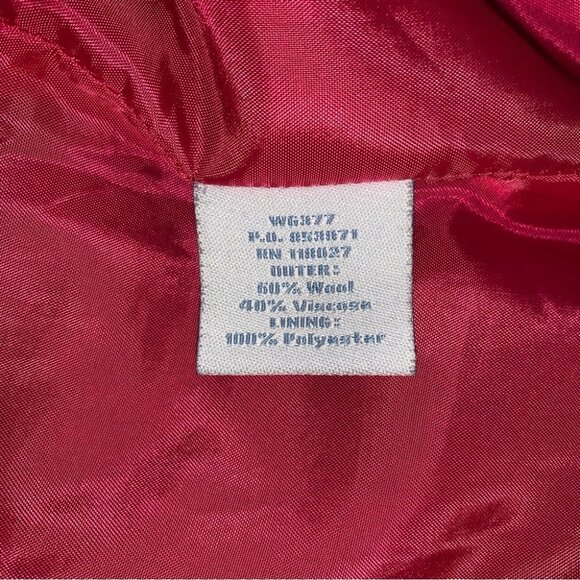 WG377
P.O. 853871
RN 118027
OUTER:
60% Wool
40% Viscose
LINING:
100% Polyester